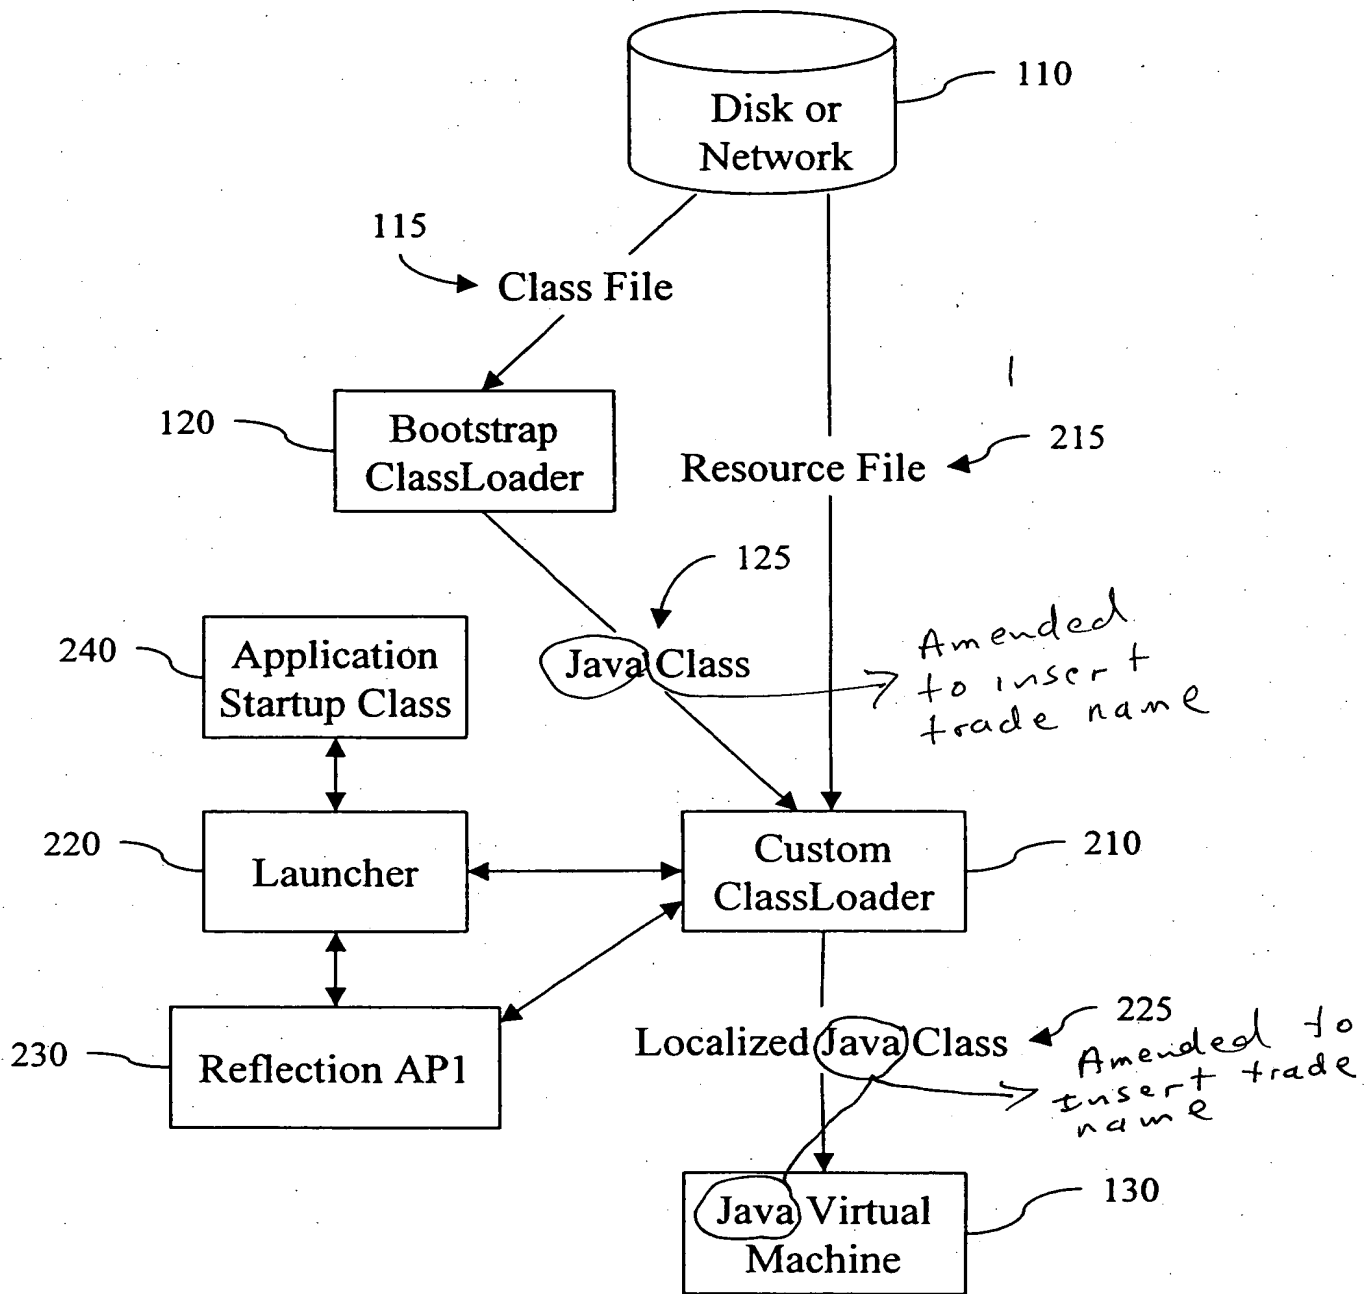 110
Disk or
Network
115
Class File
120
Bootstrap
ClassLoader
215
Resource File
125
Java Class
Amended
to insert
trade name
240
Application
Startup Class
220
Launcher
Custom
ClassLoader
210
230
Reflection AP1
Localized Java Class
225
Amended to
Insert trade
name
Java Virtual
Machine
130